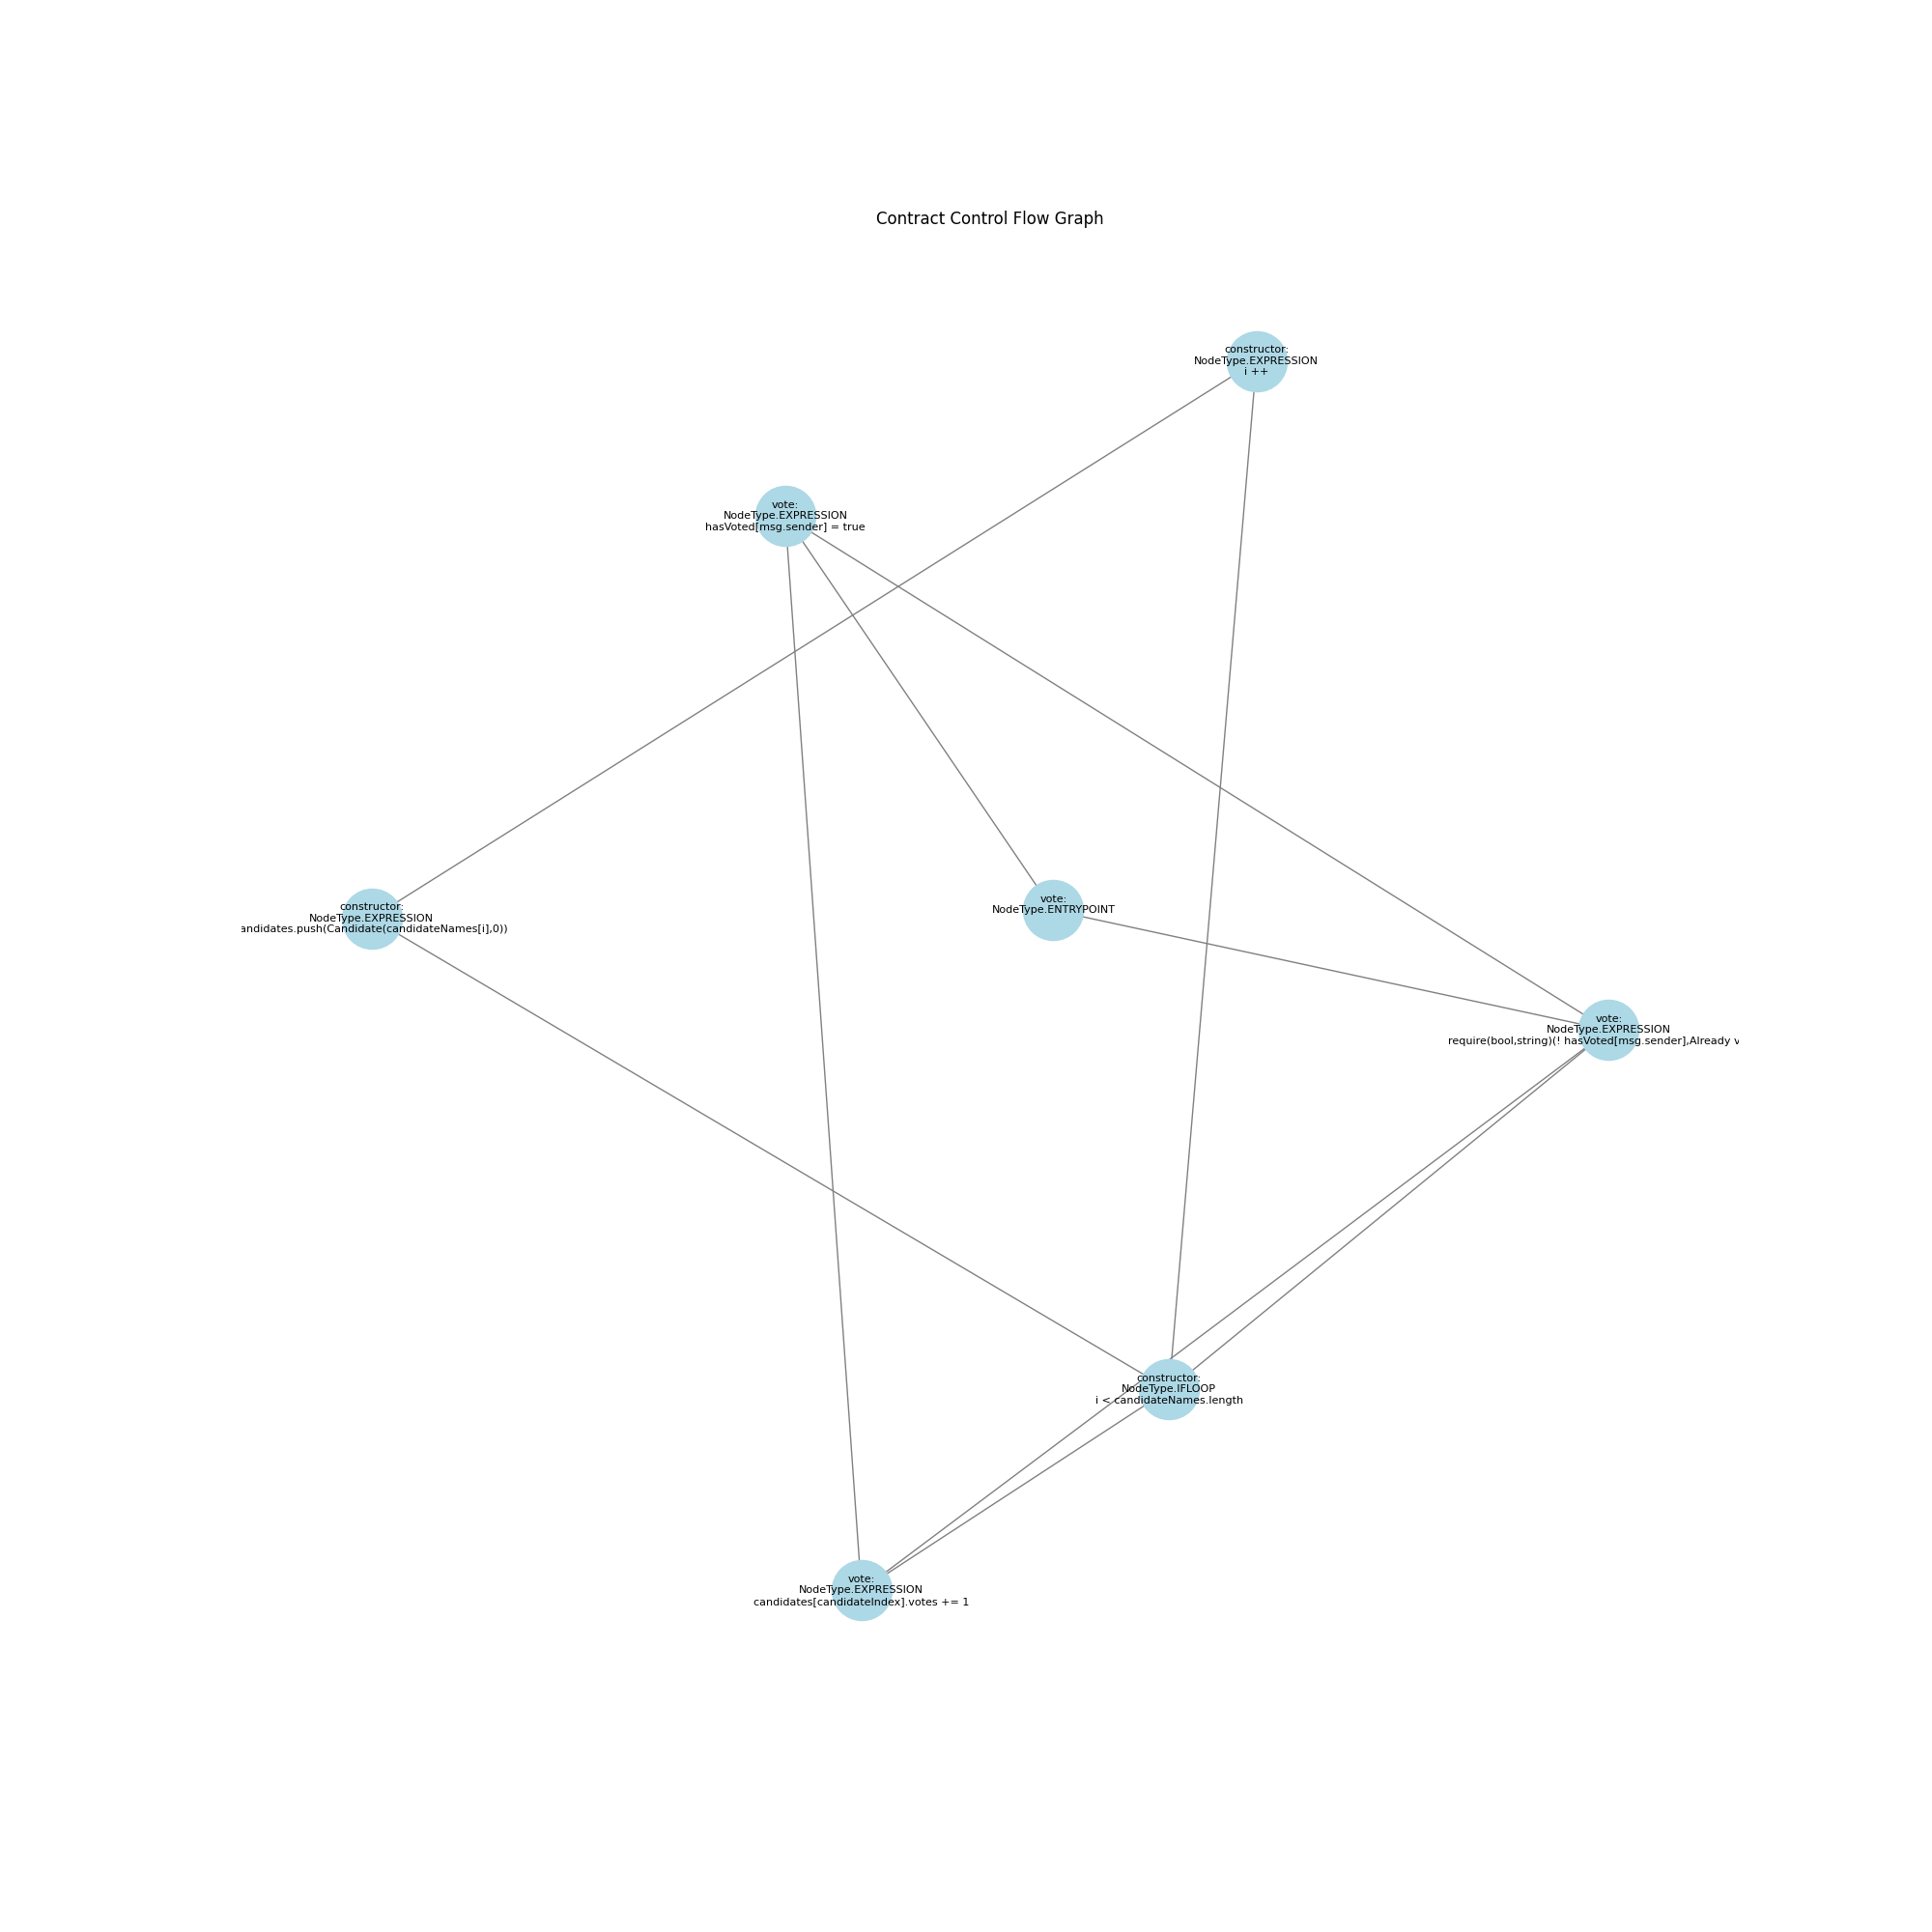 Contract Control Flow Graph
constructor:
NodeType.EXPRESSION
i ++
vote:
NodeType.EXPRESSION
hasVoted[msg.sender] = true
vote:
NodeType.ENTRYPOINT
constructor:
NodeType.EXPRESSION
andidates.push(Candidate(candidateNames[i],0))
vote:
NodeType.EXPRESSION
require(bool,string)(! hasVoted[msg.sender],Already v
constructor:
NodeType.IFLOOP
i < candidateNames.length
vote:
NodeType.EXPRESSION
candidates[candidateIndex].votes += 1